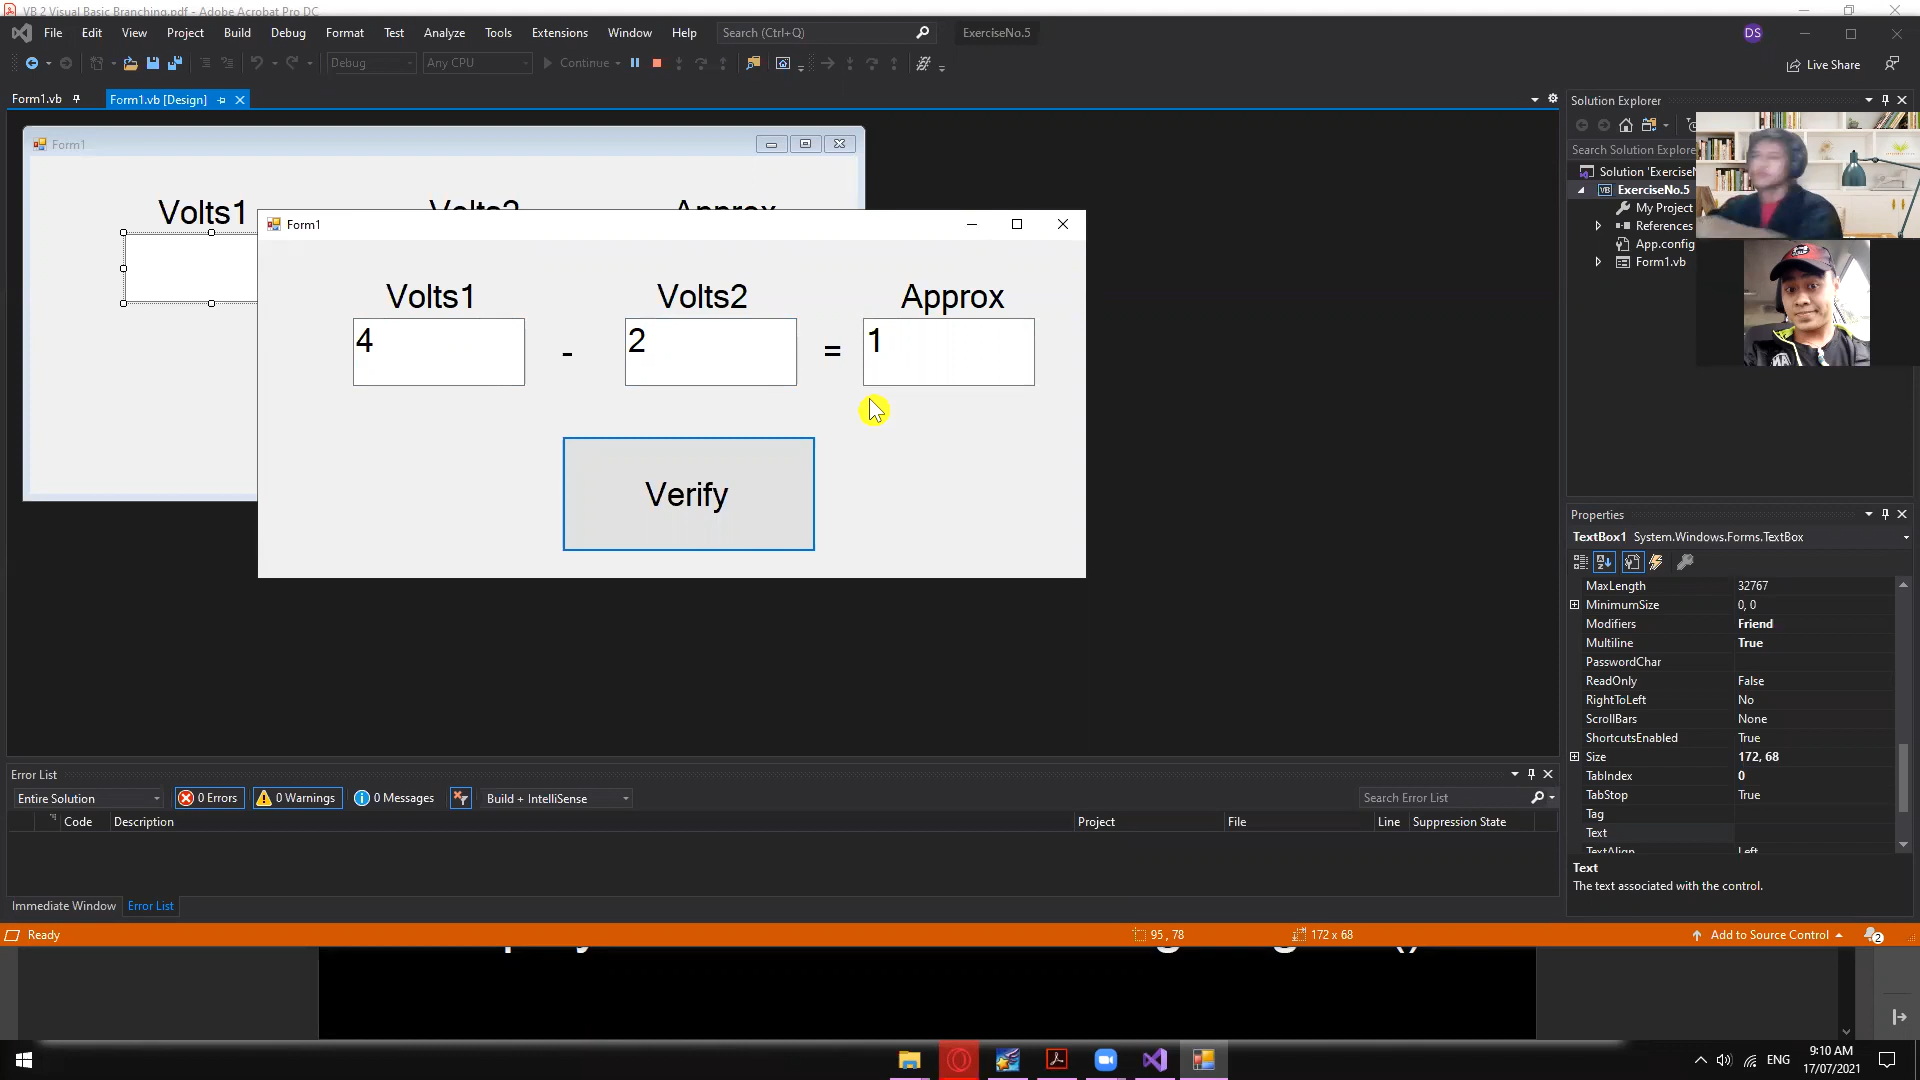 VB 2 Visual Basic Branching.pdf - Adobe Acrobat Pro DC
File Edit View Project Build Debug Format Test Analyze Tools Extensions Window Help Search (Ctrl+Q) ExerciseNo.5 DS
Debug Any CPU Continue Live Share
Form1.vb Form1.vb [Design]
Solution Explorer
Form1
Search Solution Explore
Solution 'Exercise
ExerciseNo.5
My Project
References
App.config
Form1.vb
Volts1
Form1
Volts1 Volts2 Approx
4 - 2 = 1
Verify
Properties
TextBox1 System.Windows.Forms.TextBox
MaxLength 32767
MinimumSize 0, 0
Modifiers Friend
Multiline True
PasswordChar
ReadOnly False
RightToLeft No
ScrollBars None
ShortcutsEnabled True
Size 172, 68
TabIndex 0
TabStop True
Tag
Text
TextAlign Left
Text
The text associated with the control.
Error List
Entire Solution 0 Errors 0 Warnings 0 Messages Build + IntelliSense Search Error List
Code Description Project File Line Suppression State
Immediate Window Error List
Ready 95 , 78 172 x 68 Add to Source Control 2
ENG 9:10 AM
17/07/2021